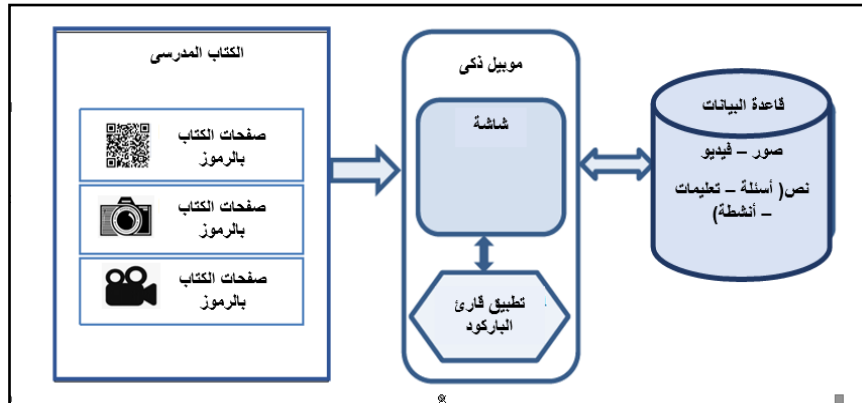 الكتاب المدرسى
صفحات الكتاب
بالرموز
صفحات الكتاب
بالرموز
صفحات الكتاب
بالرموز
موبيل ذكى
شاشة
تطبيق قارئ
الباركود
قاعدة البيانات
صور – فيديو
نص( أسئلة – تعليمات
– أنشطة)